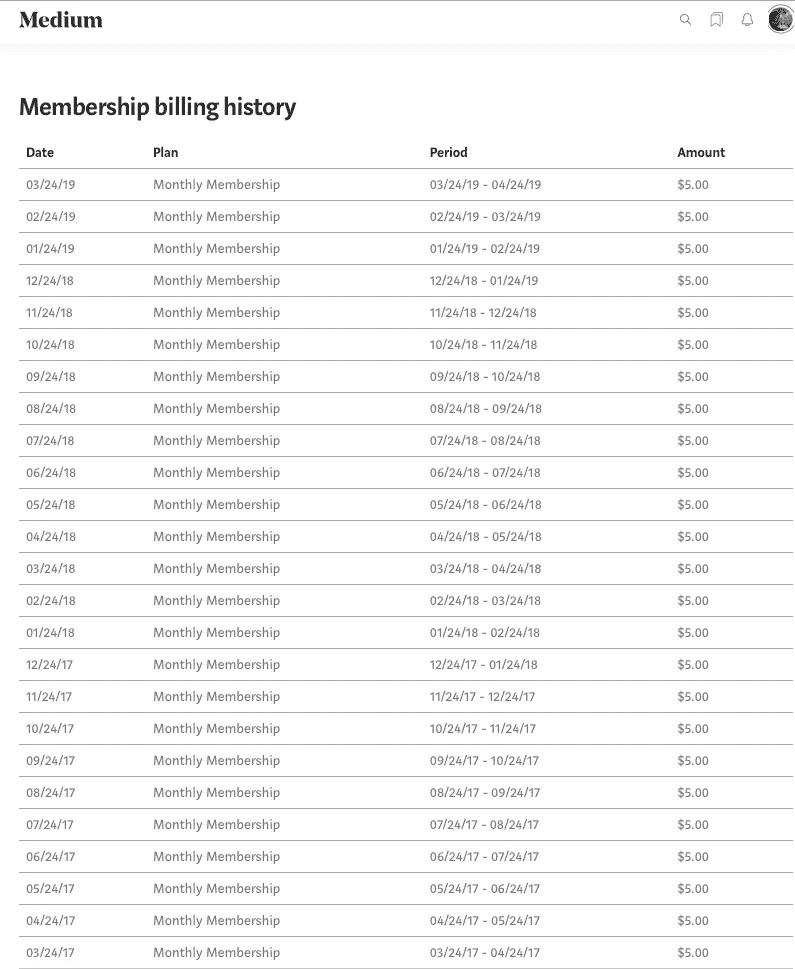 Medium
Membership billing history
Date Plan Period Amount
03/24/19 Monthly Membership 03/24/19 - 04/24/19 $5.00
02/24/19 Monthly Membership 02/24/19 - 03/24/19 $5.00
01/24/19 Monthly Membership 01/24/19 - 02/24/19 $5.00
12/24/18 Monthly Membership 12/24/18 - 01/24/19 $5.00
11/24/18 Monthly Membership 11/24/18 - 12/24/18 $5.00
10/24/18 Monthly Membership 10/24/18 - 11/24/18 $5.00
09/24/18 Monthly Membership 09/24/18 - 10/24/18 $5.00
08/24/18 Monthly Membership 08/24/18 - 09/24/18 $5.00
07/24/18 Monthly Membership 07/24/18 - 08/24/18 $5.00
06/24/18 Monthly Membership 06/24/18 - 07/24/18 $5.00
05/24/18 Monthly Membership 05/24/18 - 06/24/18 $5.00
04/24/18 Monthly Membership 04/24/18 - 05/24/18 $5.00
03/24/18 Monthly Membership 03/24/18 - 04/24/18 $5.00
02/24/18 Monthly Membership 02/24/18 - 03/24/18 $5.00
01/24/18 Monthly Membership 01/24/18 - 02/24/18 $5.00
12/24/17 Monthly Membership 12/24/17 - 01/24/18 $5.00
11/24/17 Monthly Membership 11/24/17 - 12/24/17 $5.00
10/24/17 Monthly Membership 10/24/17 - 11/24/17 $5.00
09/24/17 Monthly Membership 09/24/17 - 10/24/17 $5.00
08/24/17 Monthly Membership 08/24/17 - 09/24/17 $5.00
07/24/17 Monthly Membership 07/24/17 - 08/24/17 $5.00
06/24/17 Monthly Membership 06/24/17 - 07/24/17 $5.00
05/24/17 Monthly Membership 05/24/17 - 06/24/17 $5.00
04/24/17 Monthly Membership 04/24/17 - 05/24/17 $5.00
03/24/17 Monthly Membership 03/24/17 - 04/24/17 $5.00